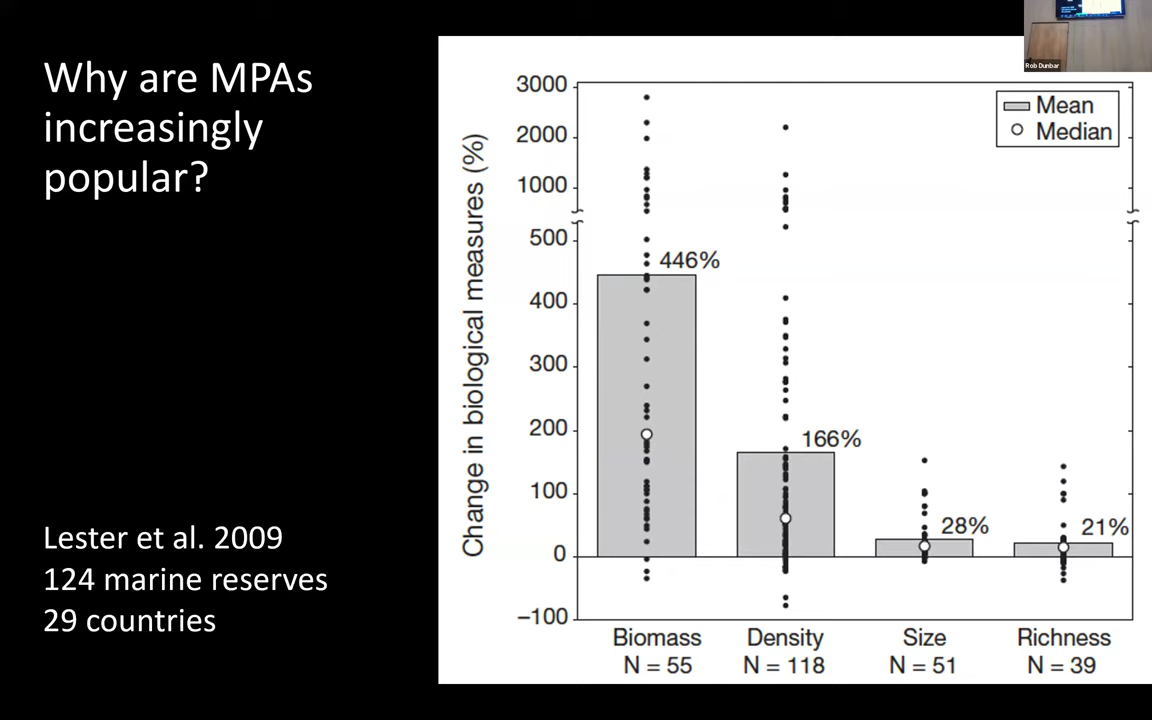 Why are MPAs
increasingly
popular?
Lester et al. 2009
124 marine reserves
29 countries
Rob Dunbar
Change in biological measures (%)
3000
2000
1000
500
400
300
200
100
0
−100
Mean
Median
446%
166%
28%
21%
Biomass
N = 55
Density
N = 118
Size
N = 51
Richness
N = 39